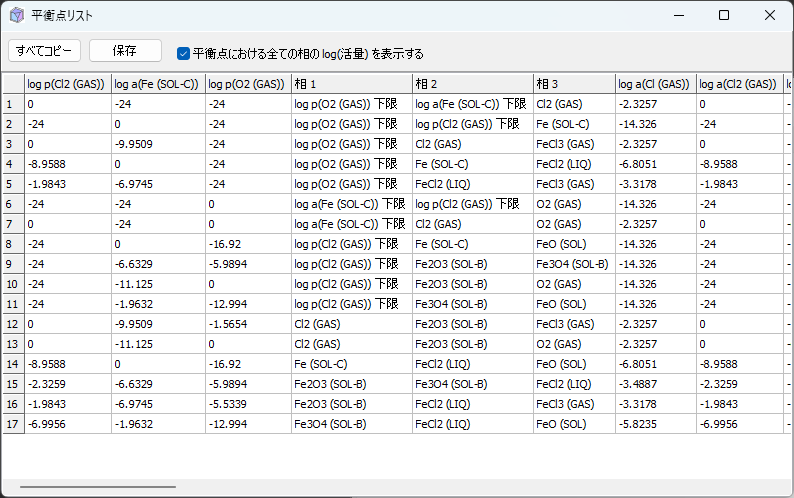 平衡点リスト
すべてコピー 保存 平衡点における全ての相の log(活量) を表示する
log p(Cl2 (GAS)) log a(Fe (SOL-C)) log p(O2 (GAS)) 相 1 相 2 相 3 log a(Cl (GAS)) log a(Cl2 (GAS)) l
1 0 -24 -24 log p(O2 (GAS)) 下限 log a(Fe (SOL-C)) 下限 Cl2 (GAS) -2.3257 0 -
2 -24 0 -24 log p(O2 (GAS)) 下限 log p(Cl2 (GAS)) 下限 Fe (SOL-C) -14.326 -24 -
3 0 -9.9509 -24 log p(O2 (GAS)) 下限 Cl2 (GAS) FeCl3 (GAS) -2.3257 0 -
4 -8.9588 0 -24 log p(O2 (GAS)) 下限 Fe (SOL-C) FeCl2 (LIQ) -6.8051 -8.9588 -
5 -1.9843 -6.9745 -24 log p(O2 (GAS)) 下限 FeCl2 (LIQ) FeCl3 (GAS) -3.3178 -1.9843 -
6 -24 -24 0 log a(Fe (SOL-C)) 下限 log p(Cl2 (GAS)) 下限 O2 (GAS) -14.326 -24 -
7 0 -24 0 log a(Fe (SOL-C)) 下限 Cl2 (GAS) O2 (GAS) -2.3257 0 -
8 -24 0 -16.92 log p(Cl2 (GAS)) 下限 Fe (SOL-C) FeO (SOL) -14.326 -24 -
9 -24 -6.6329 -5.9894 log p(Cl2 (GAS)) 下限 Fe2O3 (SOL-B) Fe3O4 (SOL-B) -14.326 -24 -
10 -24 -11.125 0 log p(Cl2 (GAS)) 下限 Fe2O3 (SOL-B) O2 (GAS) -14.326 -24 -
11 -24 -1.9632 -12.994 log p(Cl2 (GAS)) 下限 Fe3O4 (SOL-B) FeO (SOL) -14.326 -24 -
12 0 -9.9509 -1.5654 Cl2 (GAS) Fe2O3 (SOL-B) FeCl3 (GAS) -2.3257 0 -
13 0 -11.125 0 Cl2 (GAS) Fe2O3 (SOL-B) O2 (GAS) -2.3257 0 -
14 -8.9588 0 -16.92 Fe (SOL-C) FeCl2 (LIQ) FeO (SOL) -6.8051 -8.9588 -
15 -2.3259 -6.6329 -5.9894 Fe2O3 (SOL-B) Fe3O4 (SOL-B) FeCl2 (LIQ) -3.4887 -2.3259 -
16 -1.9843 -6.9745 -5.5339 Fe2O3 (SOL-B) FeCl2 (LIQ) FeCl3 (GAS) -3.3178 -1.9843 -
17 -6.9956 -1.9632 -12.994 Fe3O4 (SOL-B) FeCl2 (LIQ) FeO (SOL) -5.8235 -6.9956 -